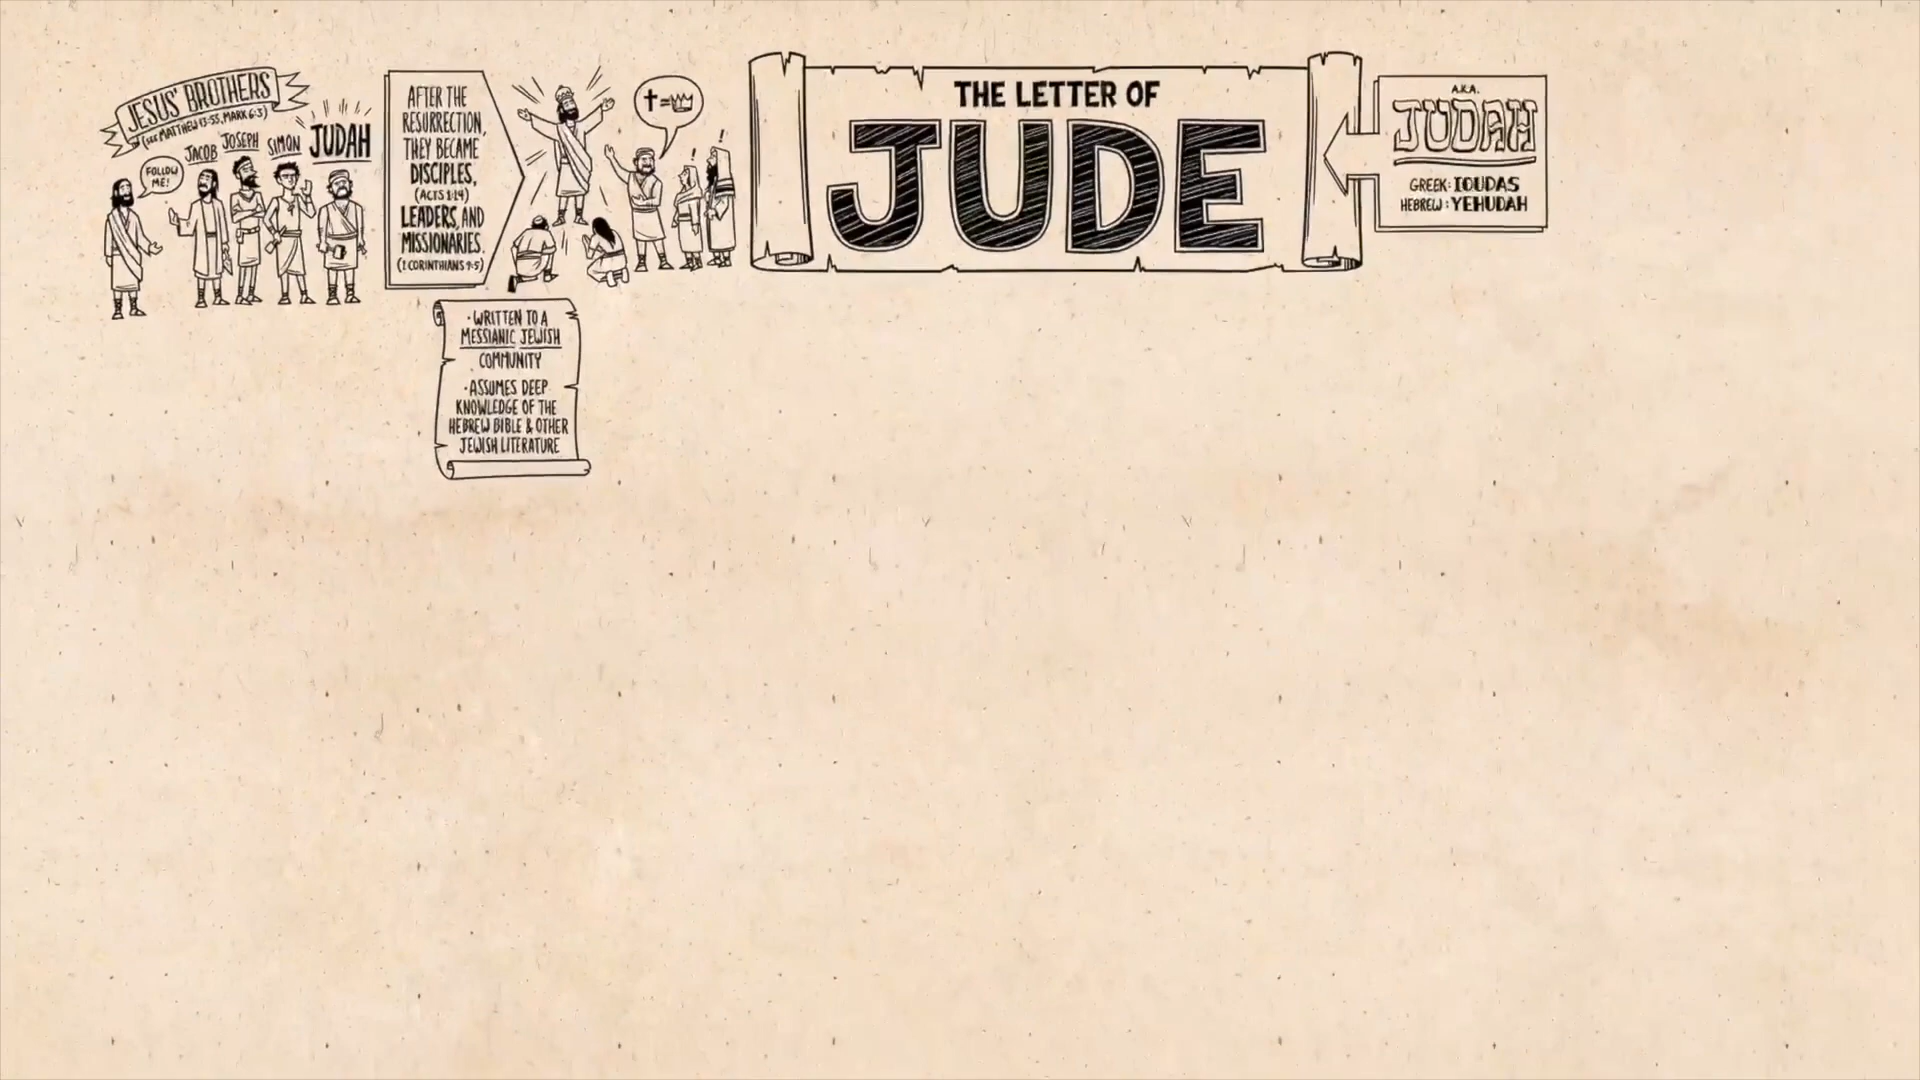 JESUS' BROTHERS
(SEE MATTHEW 13:55, MARK 6:3)
JACOB
JOSEPH
SIMON
JUDAH
FOLLOW
ME!
AFTER THE
RESURRECTION,
THEY BECAME
DISCIPLES,
(ACTS 1:14)
LEADERS, AND
MISSIONARIES.
(1 CORINTHIANS 9:5)
=
!
!
THE LETTER OF
JUDE
A.K.A.
JUDAH
GREEK: IOUDAS
HEBREW: YEHUDAH
• WRITTEN TO A
MESSIANIC JEWISH
COMMUNITY
• ASSUMES DEEP
KNOWLEDGE OF THE
HEBREW BIBLE & OTHER
JEWISH LITERATURE